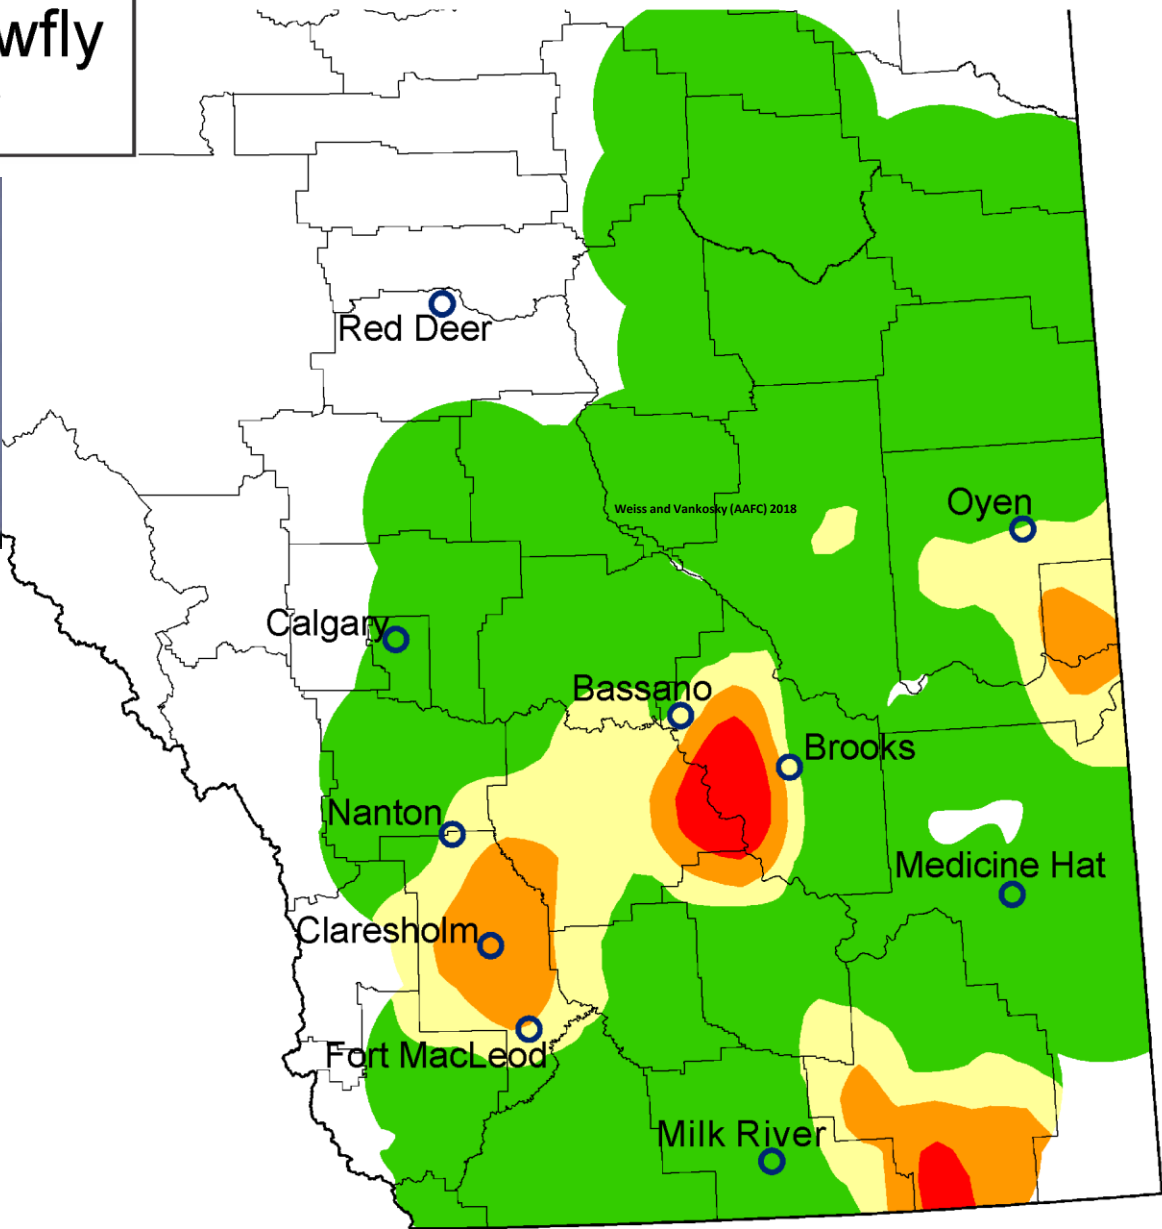 wfly
Red Deer
Weiss and Vankosky (AAFC) 2018
Oyen
Calgary
Bassano
Brooks
Nanton
Medicine Hat
Claresholm
Fort MacLeod
Milk River